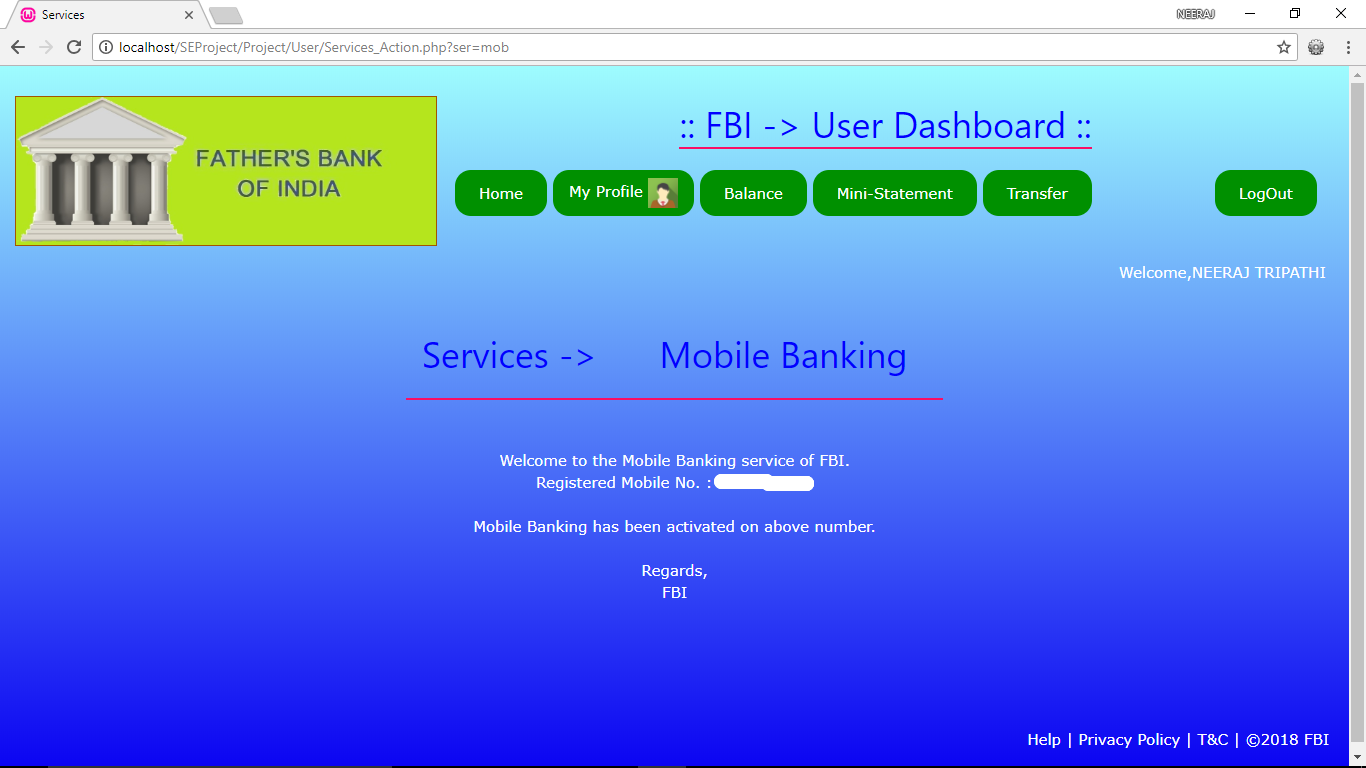 Services
NEERAJ
localhost/SEProject/Project/User/Services_Action.php?ser=mob
FATHER'S BANK
OF INDIA
:: FBI -> User Dashboard ::
Home My Profile Balance Mini-Statement Transfer LogOut
Welcome,NEERAJ TRIPATHI
Services -> Mobile Banking
Welcome to the Mobile Banking service of FBI.
Registered Mobile No. :
Mobile Banking has been activated on above number.
Regards,
FBI
Help | Privacy Policy | T&C | ©2018 FBI